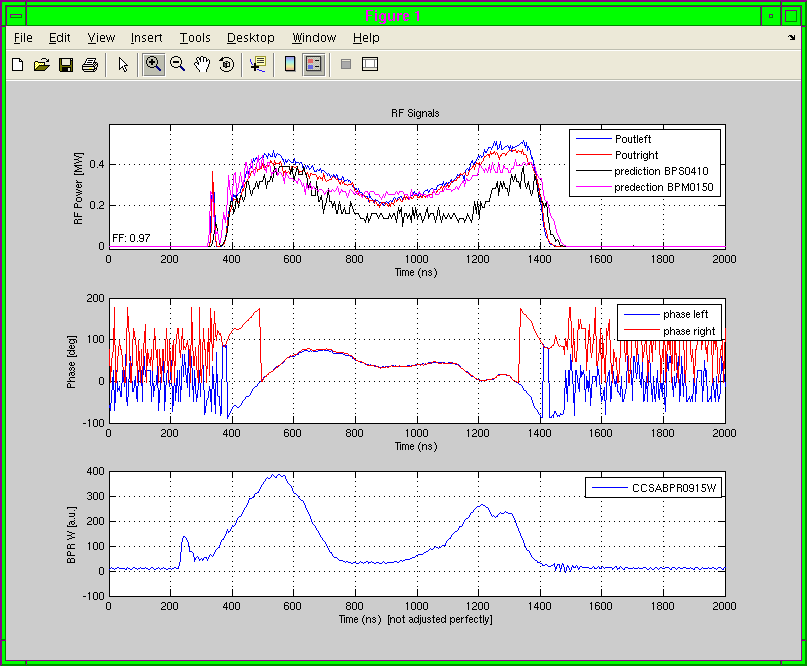 Figure 1
File Edit View Insert Tools Desktop Window Help
RF Signals
RF Power [MW]
0.4
0.2
0
FF: 0.97
Poutleft
Poutright
prediction BPS0410
predection BPM0150
0 200 400 600 800 1000 1200 1400 1600 1800 2000
Time (ns)
Phase [deg]
200
100
0
-100
phase left
phase right
0 200 400 600 800 1000 1200 1400 1600 1800 2000
Time (ns)
BPR W [a.u.]
400
300
200
100
0
-100
CCSABPR0915W
0 200 400 600 800 1000 1200 1400 1600 1800 2000
Time (ns) [not adjusted perfectly]